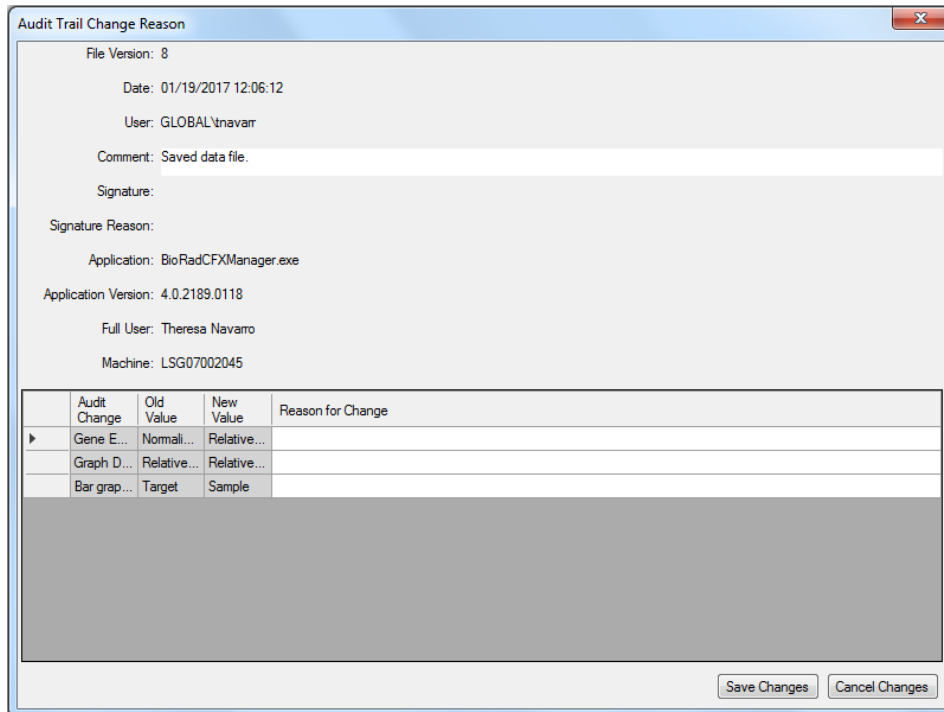 Audit Trail Change Reason
File Version: 8
Date: 01/19/2017 12:06:12
User: GLOBAL\tnavarr
Comment: Saved data file.
Signature:
Signature Reason:
Application: BioRadCFXManager.exe
Application Version: 4.0.2189.0118
Full User: Theresa Navarro
Machine: LSG07002045
Audit Change Old Value New Value Reason for Change
Gene E... Normali... Relative...
Graph D... Relative... Relative...
Bar grap... Target Sample
Save Changes Cancel Changes